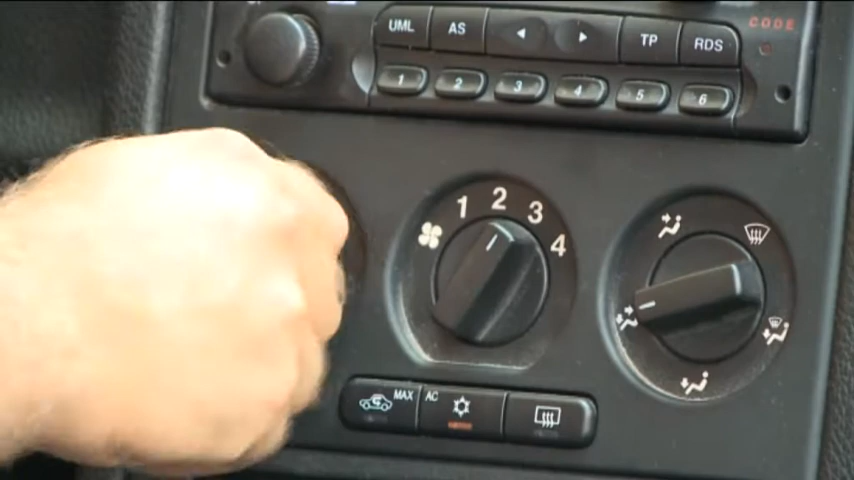 CODE
UML AS TP RDS
1 2 3 4 5 6
1 2 3 4
MAX AC